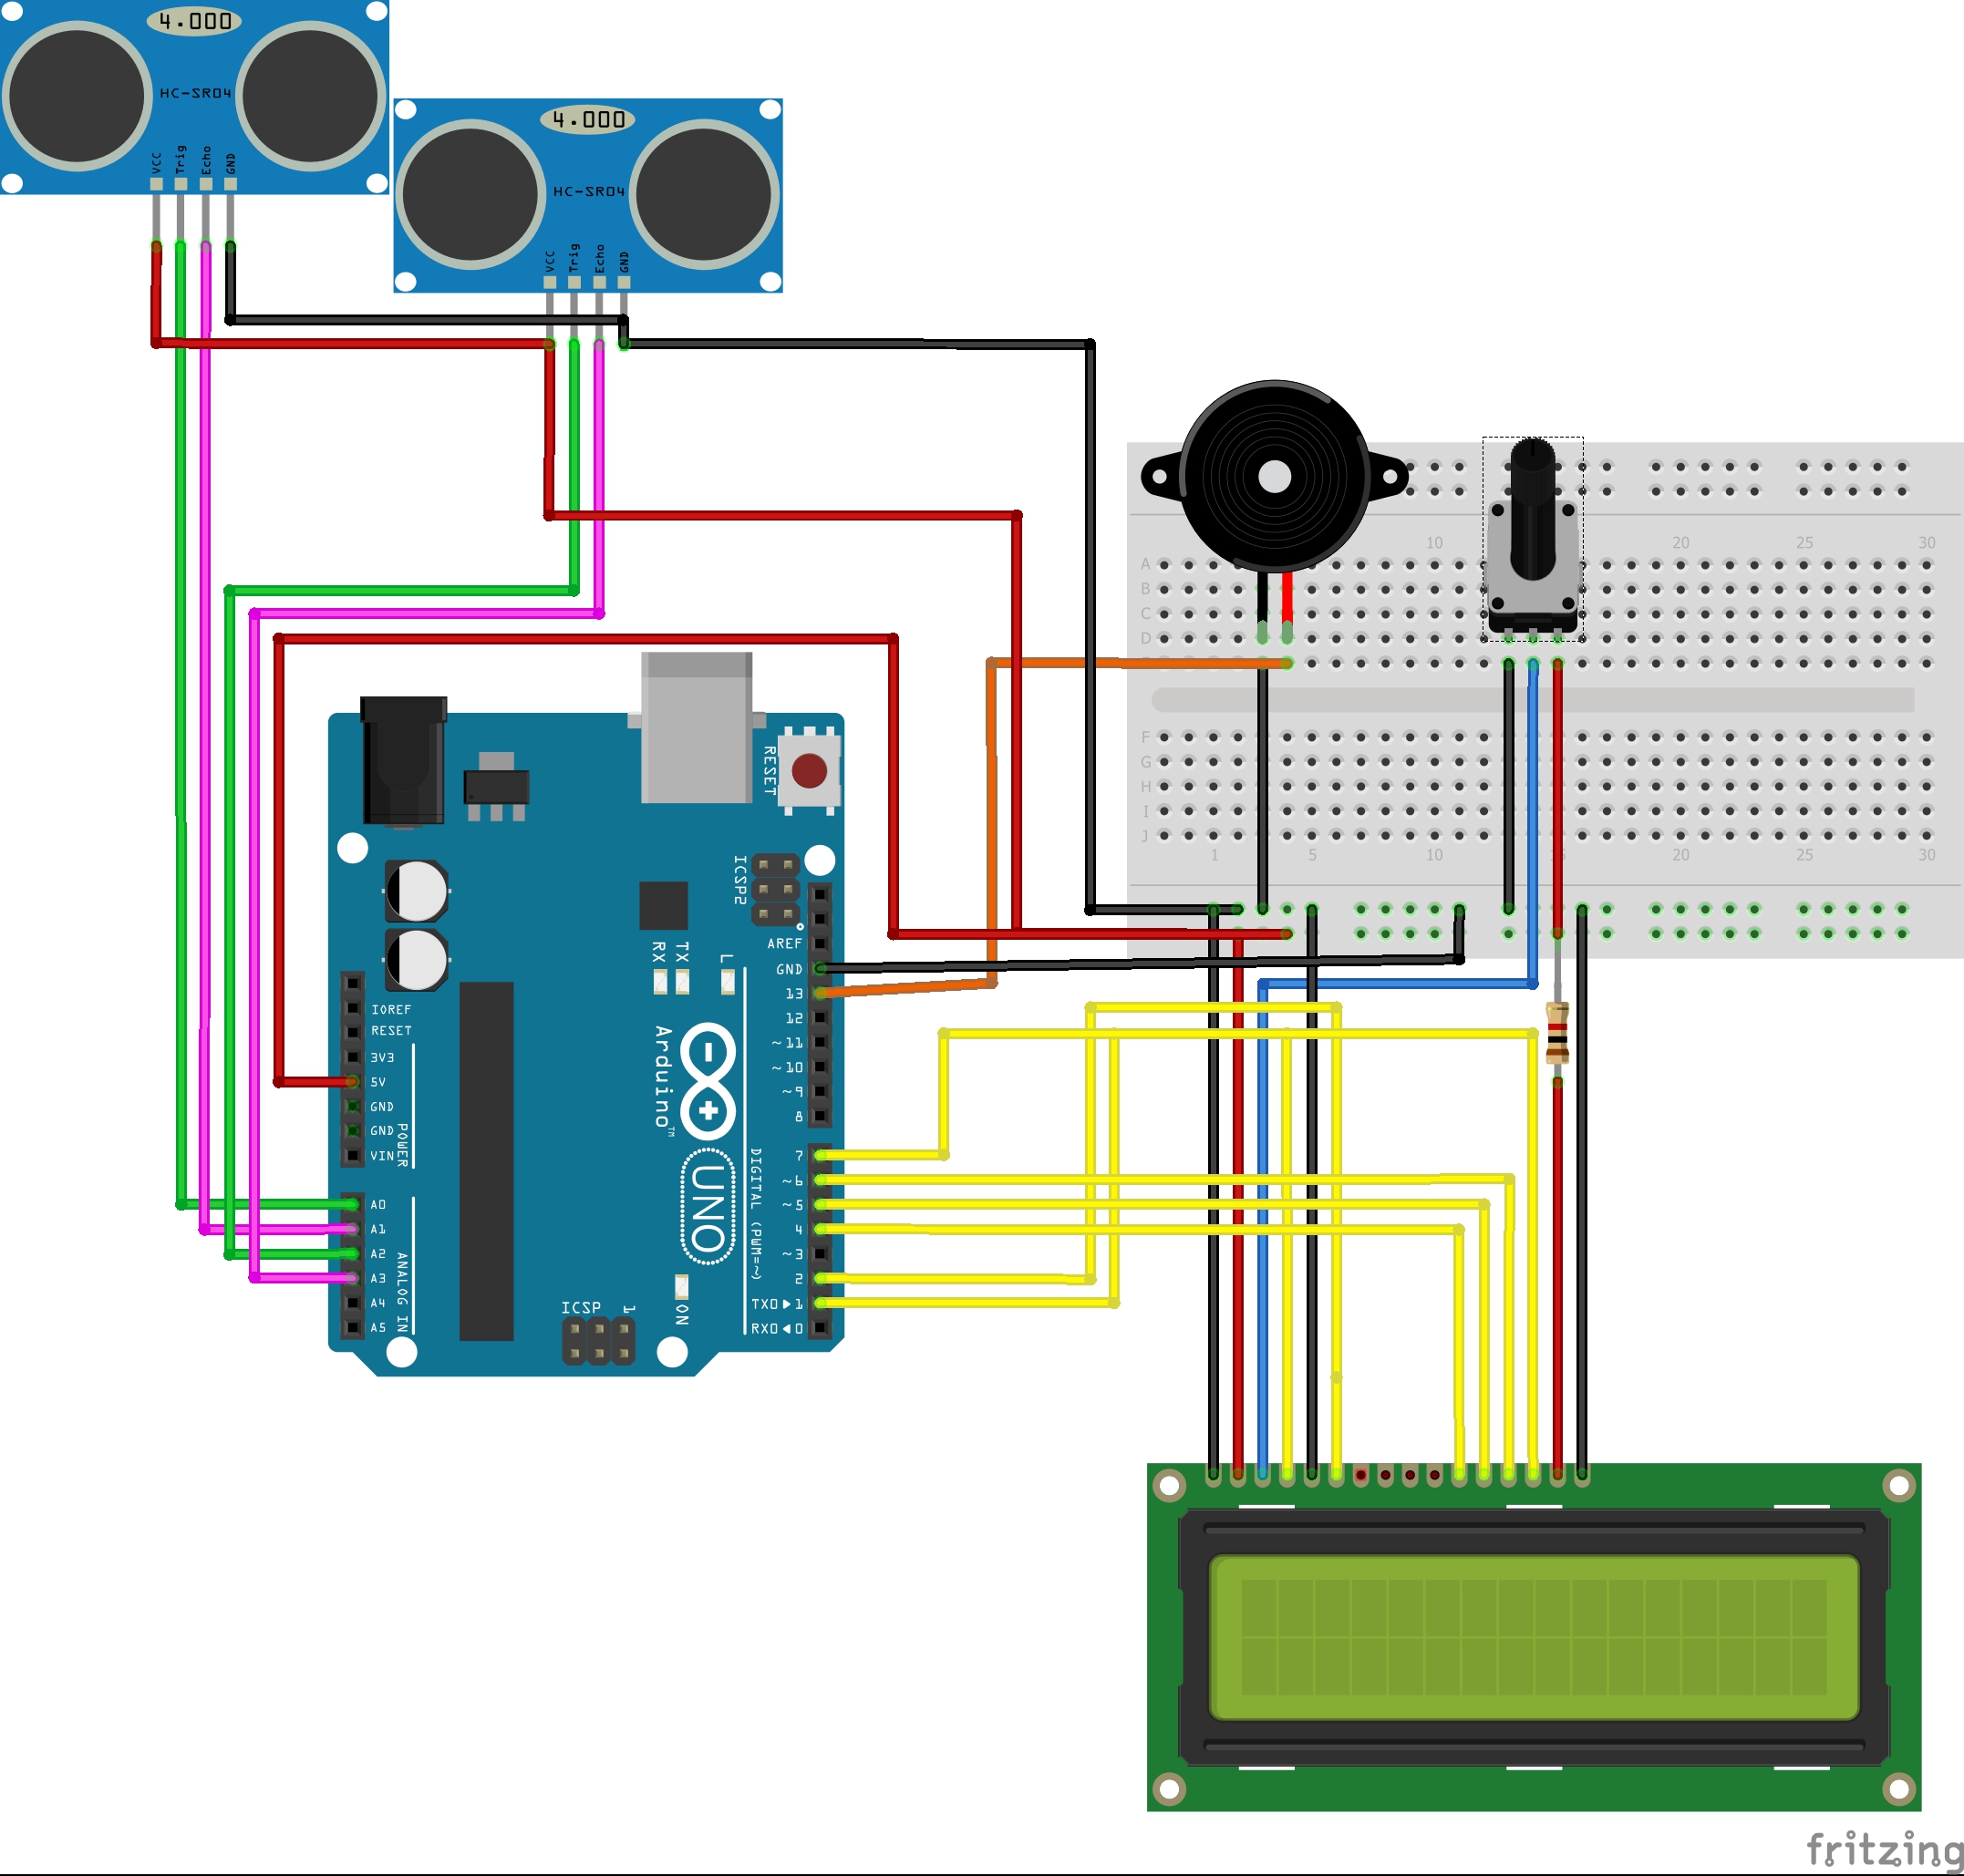 4.000
HC-SR04
VCC
Trig
Echo
GND
4.000
HC-SR04
VCC
Trig
Echo
GND
10
20
25
30
A
B
C
D
F
G
H
I
J
1
5
10
20
25
30
RESET
ICSP2
AREF
GND
13
12
~11
~10
~9
8
7
~6
~5
4
~3
2
TX0▶1
RX0◀0
RX
TX
L
Arduino™
UNO
DIGITAL (PWM=~)
IOREF
RESET
3V3
5V
GND
GND
VIN
POWER
A0
A1
A2
A3
A4
A5
ANALOG IN
ICSP
1
ON
fritzing